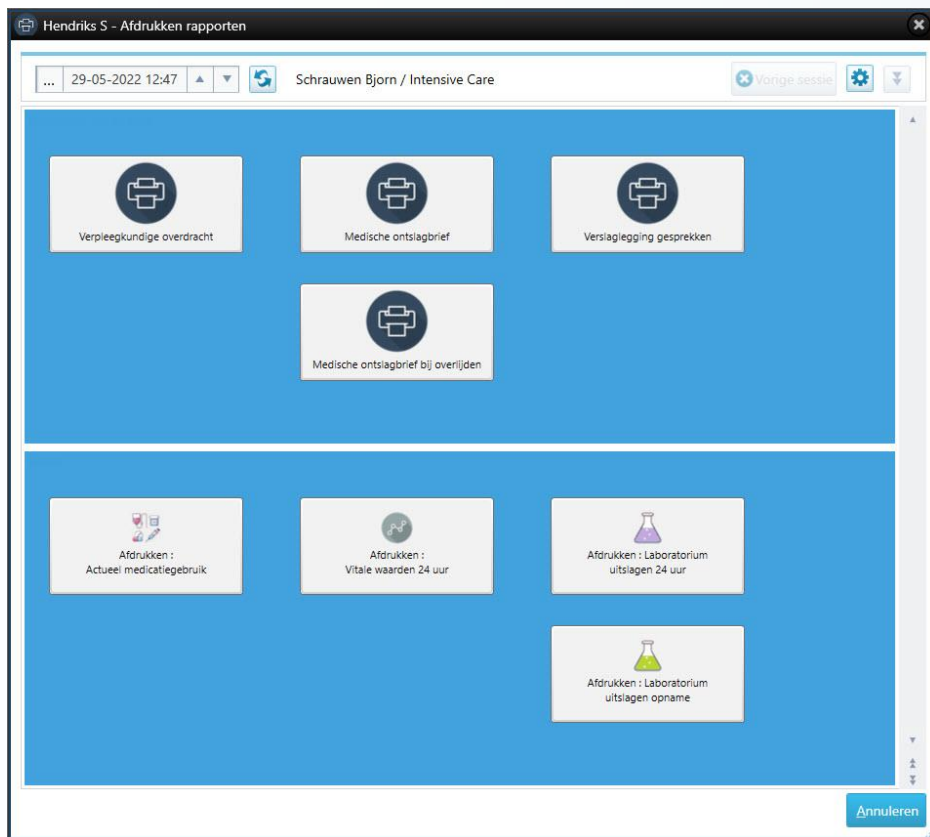 Hendriks S - Afdrukken rapporten
... 29-05-2022 12:47 Schrauwen Bjorn / Intensive Care Vorige sessie
Verpleegkundige overdracht Medische ontslagbrief Verslaglegging gesprekken
Medische ontslagbrief bij overlijden
Afdrukken : Afdrukken : Afdrukken : Laboratorium
Actueel medicatiegebruik Vitale waarden 24 uur uitslagen 24 uur
Afdrukken : Laboratorium
uitslagen opname
Annuleren